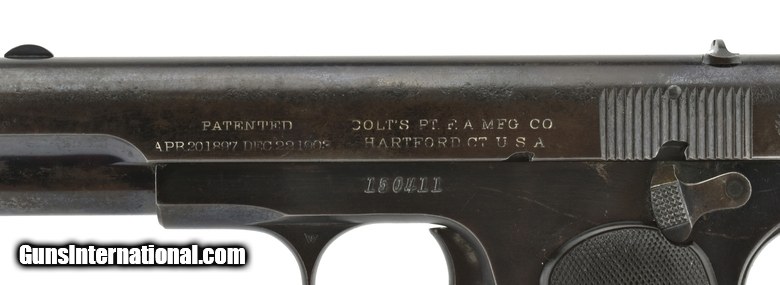 PATENTED
APR.20.1897. DEC.22.1903.
COLT'S PT. F. A. MFG. CO.
HARTFORD. CT. U.S.A.
150411
GunsInternational.com